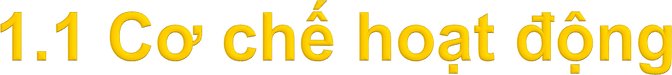 1.1 Cơ chế hoạt động